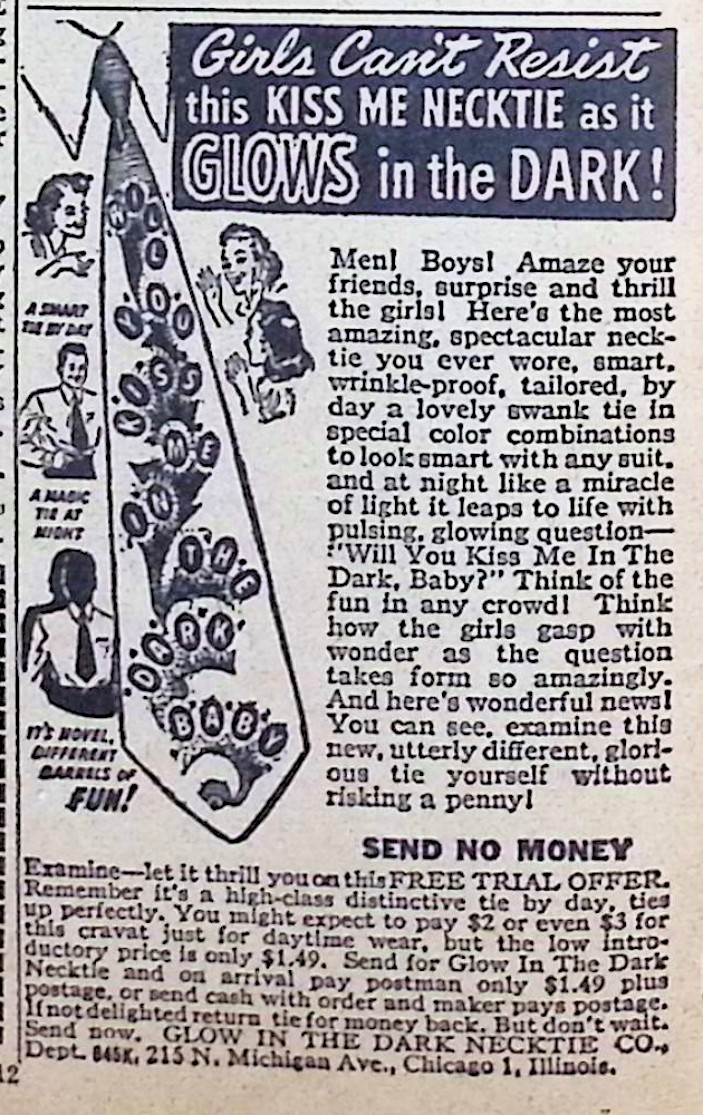 Girls Can't Resist
this KISS ME NECKTIE as it
GLOWS in the DARK!
WILL
YOU
KISS
ME
IN
THE
DARK
BABY
?
A SMART
TIE BY DAY
A MAGIC
TIE AT
NIGHT
IT'S NOVEL,
DIFFERENT
BARRELS OF
FUN!
Men! Boys! Amaze your
friends, surprise and thrill
the girls! Here's the most
amazing, spectacular neck-
tie you ever wore, smart,
wrinkle-proof, tailored, by
day a lovely swank tie in
special color combinations
to look smart with any suit.
and at night like a miracle
of light it leaps to life with
pulsing, glowing question—
"Will You Kiss Me In The
Dark, Baby?" Think of the
fun in any crowd! Think
how the girls gasp with
wonder as the question
takes form so amazingly.
And here's wonderful news!
You can see, examine this
new, utterly different, glori-
ous tie yourself without
risking a penny!
SEND NO MONEY
Examine—let it thrill you on this FREE TRIAL OFFER.
Remember it's a high-class distinctive tie by day, ties
up perfectly. You might expect to pay $2 or even $3 for
this cravat just for daytime wear, but the low intro-
ductory price is only $1.49. Send for Glow In The Dark
Necktie and on arrival pay postman only $1.49 plus
postage, or send cash with order and maker pays postage.
If not delighted return tie for money back. But don't wait.
Send now. GLOW IN THE DARK NECKTIE CO.,
Dept. 845K, 215 N. Michigan Ave., Chicago 1, Illinois.
12